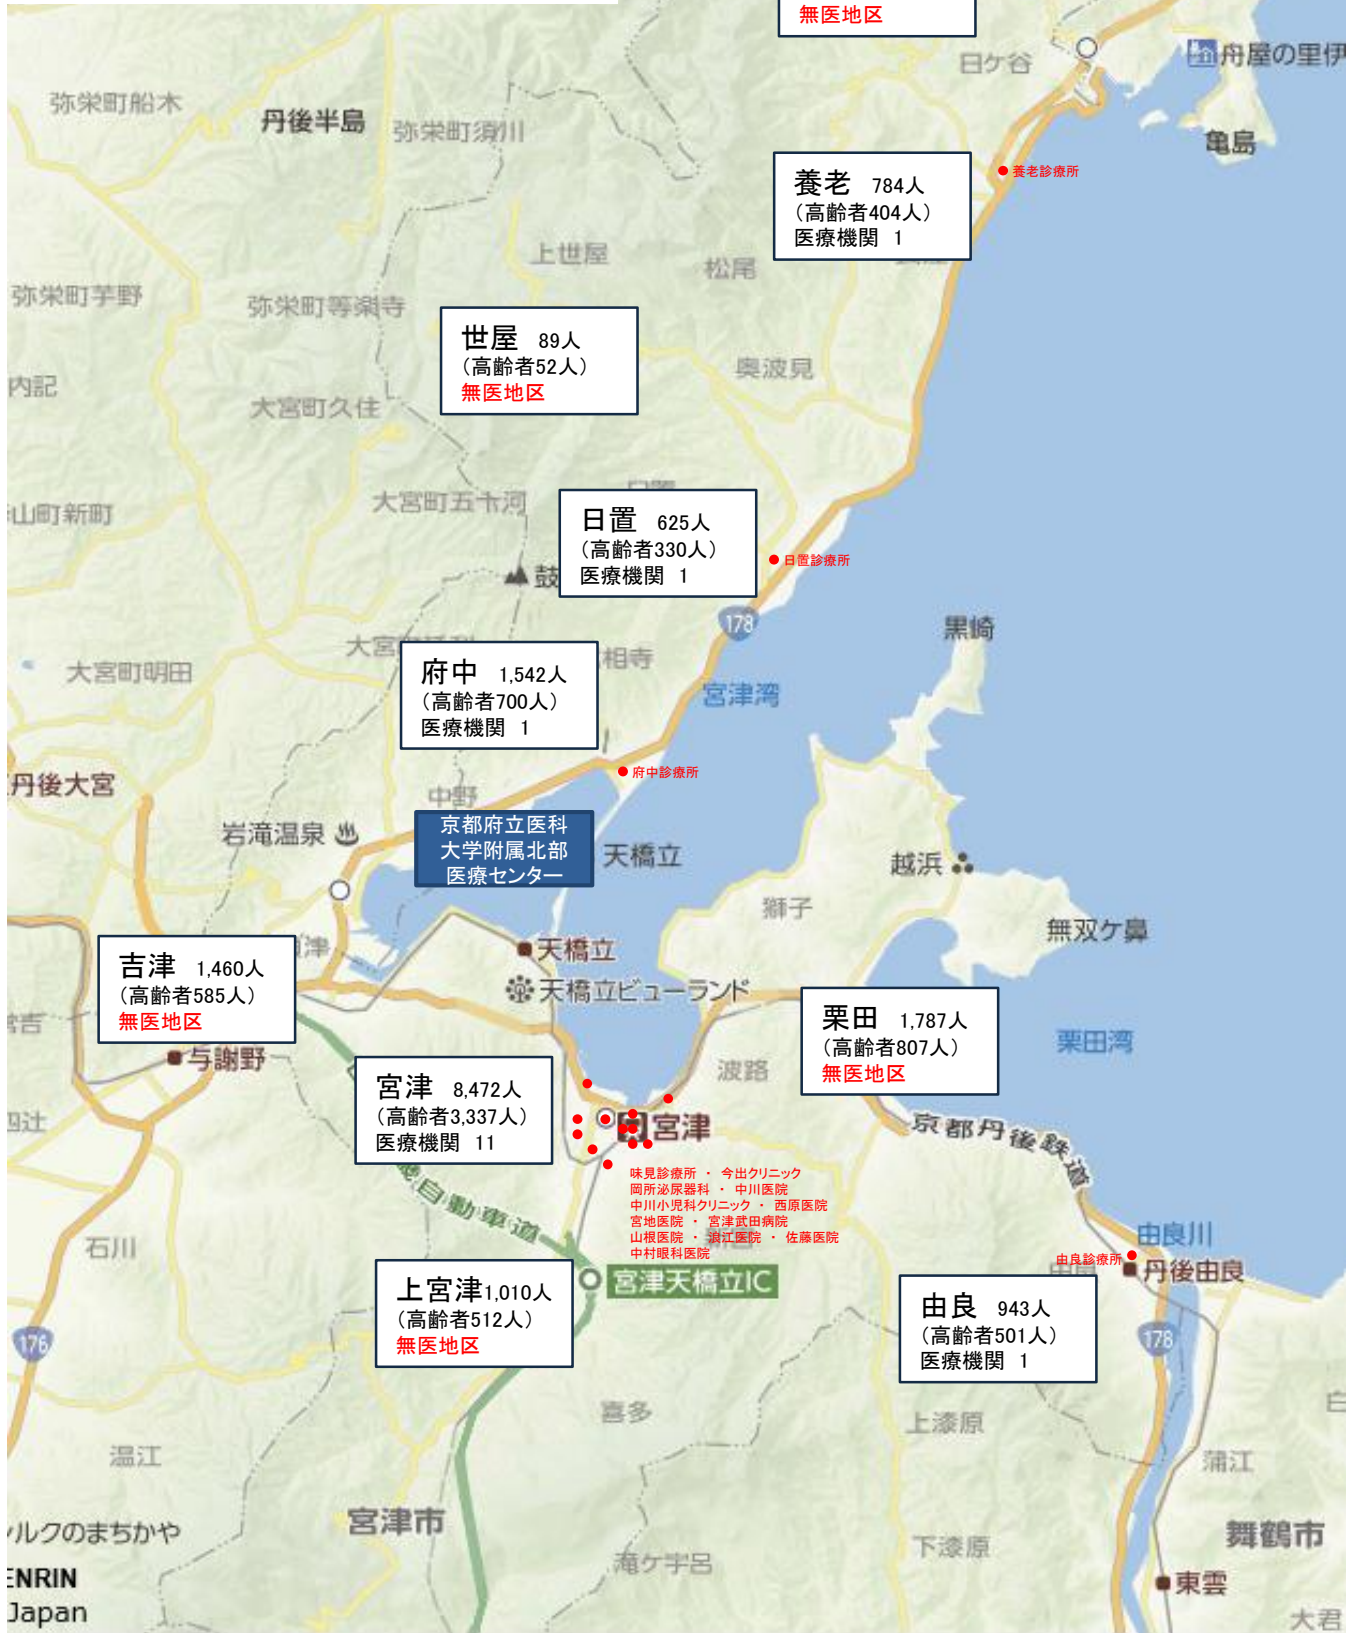 無医地区
日ケ谷
舟屋の里伊
弥栄町船木
丹後半島
弥栄町須川
亀島
養老 784人
(高齢者404人)
医療機関 1
養老診療所
上世屋
松尾
弥栄町芋野
弥栄町等楽寺
世屋 89人
(高齢者52人)
無医地区
奥波見
内記
大宮町久住
大宮町五十河
山町新町
日置 625人
(高齢者330人)
医療機関 1
日置診療所
鼓
178
黒崎
大宮
相寺
大宮町明田
府中 1,542人
(高齢者700人)
医療機関 1
宮津湾
府中診療所
丹後大宮
中野
岩滝温泉
京都府立医科
大学附属北部
医療センター
天橋立
越浜
獅子
無双ケ鼻
津
天橋立
吉津 1,460人
(高齢者585人)
無医地区
天橋立ビューランド
栗田 1,787人
(高齢者807人)
無医地区
栗田湾
与謝野
波路
宮津 8,472人
(高齢者3,337人)
医療機関 11
四辻
宮津
京都丹後鉄道
味見診療所 ・ 今出クリニック
岡所泌尿器科 ・ 中川医院
中川小児科クリニック ・ 西原医院
宮地医院 ・ 宮津武田病院
山根医院 ・ 浪江医院 ・ 佐藤医院
中村眼科医院
自動車道
石川
由良川
由良診療所
丹後由良
上宮津1,010人
(高齢者512人)
無医地区
宮津天橋立IC
由良 943人
(高齢者501人)
医療機関 1
176
178
喜多
上漆原
温江
蒲江
宮津市
ルクのまちかや
舞鶴市
下漆原
滝ケ宇呂
ENRIN
東雲
Japan
大君